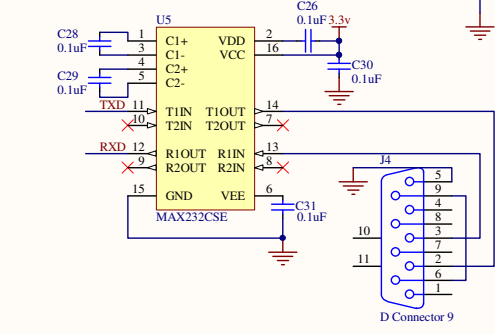 C26
0.1uF 3.3v
C28
0.1uF
U5
1 C1+ VDD 2
3 C1- VCC 16
4 C2+
5 C2-
C29
0.1uF
C30
0.1uF
TXD 11 T1IN T1OUT 14
10 T2IN T2OUT 7
RXD 12 R1OUT R1IN 13
9 R2OUT R2IN 8
15 GND VEE 6
MAX232CSE
C31
0.1uF
J4
5
9
4
8
10 3
7
11 2
6
1
D Connector 9